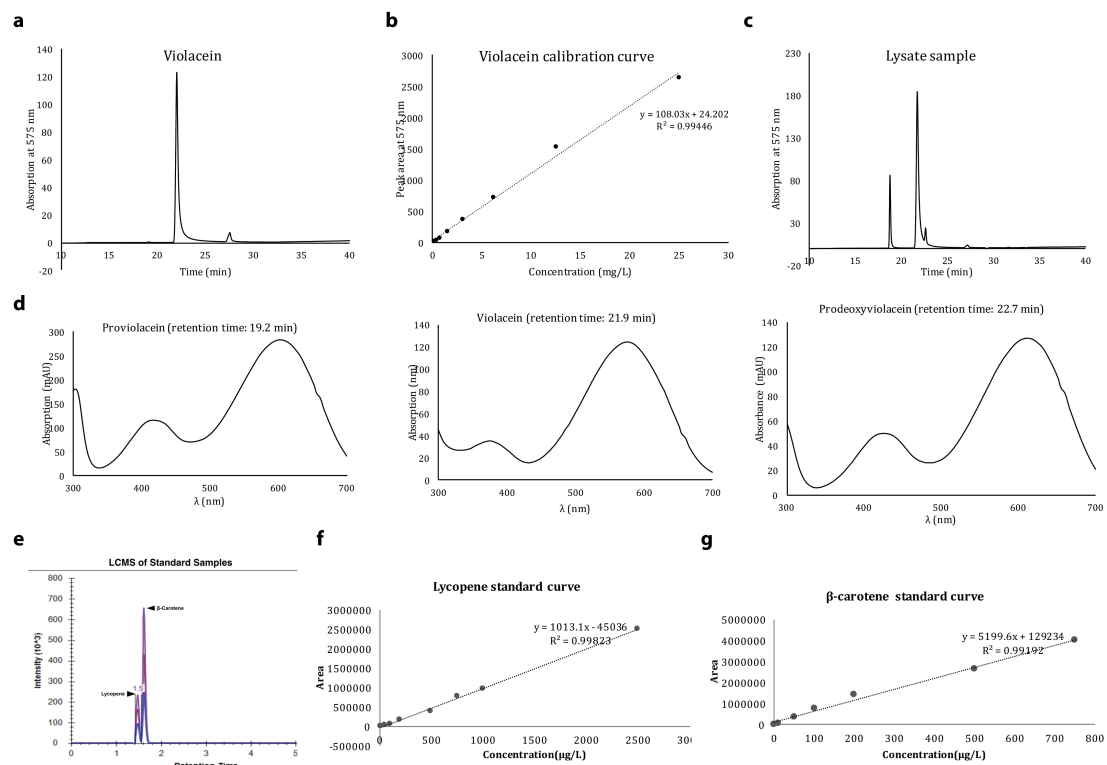 a
Violacein
140
120
100
80
60
40
20
0
-20
Absorption at 575 nm
10 15 20 25 30 35 40
Time (min)
b
Violacein calibration curve
3000
2500
2000
1500
1000
500
0
Peak area at 575 nm
y = 108.03x + 24.202
R² = 0.99446
0 5 10 15 20 25 30
Concentration (mg/L)
c
Lysate sample
230
180
130
80
30
-20
Absorption at 575 nm
10 15 20 25 30 35 40
Time (min)
d
Proviolacein (retention time: 19.2 min)
300
250
200
150
100
50
0
Absorption (mAU)
300 400 500 600 700
λ (nm)
Violacein (retention time: 21.9 min)
140
120
100
80
60
40
20
0
Absorption (nm)
300 400 500 600 700
λ (nm)
Prodeoxyviolacein (retention time: 22.7 min)
140
120
100
80
60
40
20
0
Absorbance (mAU)
300 400 500 600 700
λ (nm)
e
LCMS of Standard Samples
800
700
600
500
400
300
200
100
0
Intensity (10^3)
β-Carotene
Lycopene
1.5
0 1 2 3 4 5
Retention Time
f
Lycopene standard curve
3000000
2500000
2000000
1500000
1000000
500000
0
-500000
Area
y = 1013.1x - 45036
R² = 0.99823
0 500 1000 1500 2000 2500
Concentration(μg/L)
g
β-carotene standard curve
5000000
4000000
3000000
2000000
1000000
0
Area
y = 5199.6x + 129234
R² = 0.99192
0 100 200 300 400 500 600 700 800
Concentration(μg/L)